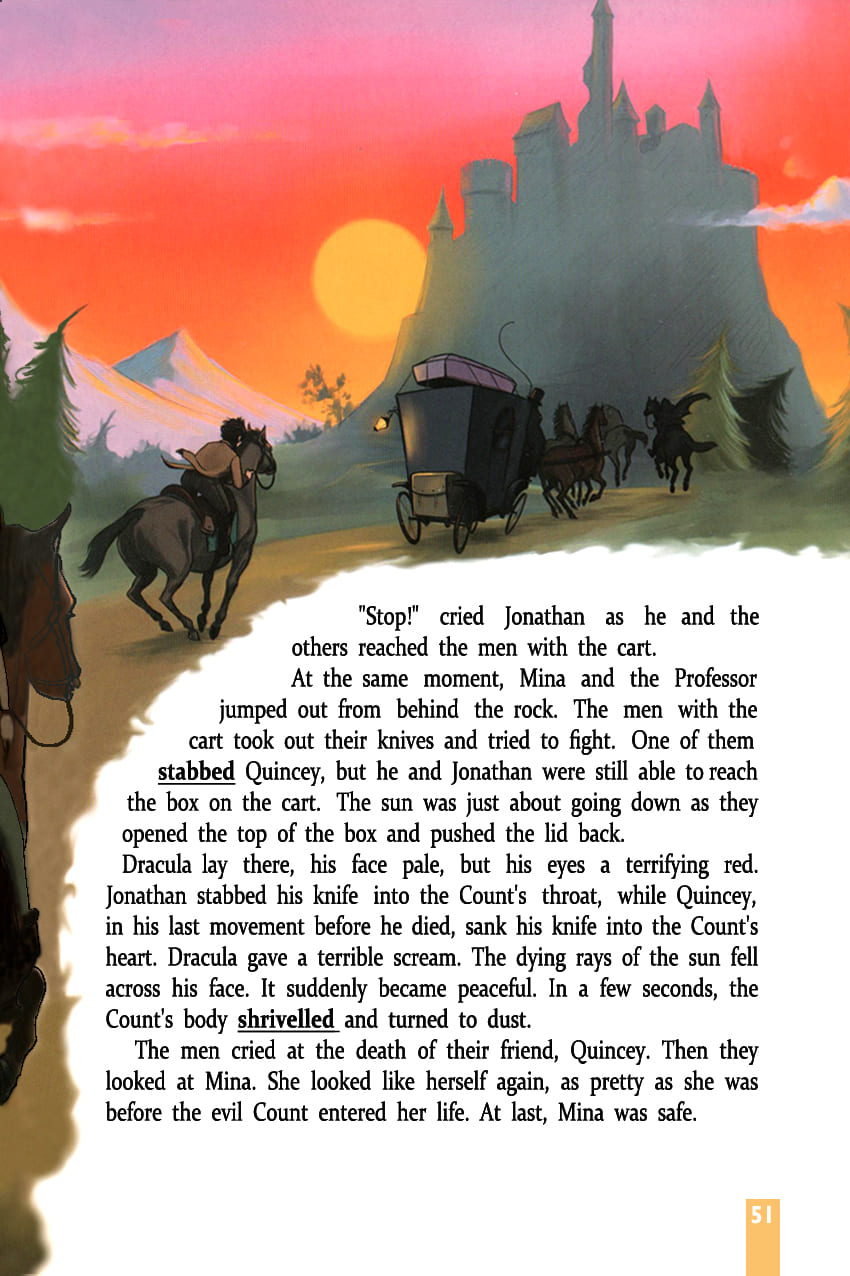 "Stop!" cried Jonathan as he and the
others reached the men with the cart.
At the same moment, Mina and the Professor
jumped out from behind the rock. The men with the
cart took out their knives and tried to fight. One of them
stabbed Quincey, but he and Jonathan were still able to reach
the box on the cart. The sun was just about going down as they
opened the top of the box and pushed the lid back.
Dracula lay there, his face pale, but his eyes a terrifying red.
Jonathan stabbed his knife into the Count's throat, while Quincey,
in his last movement before he died, sank his knife into the Count's
heart. Dracula gave a terrible scream. The dying rays of the sun fell
across his face. It suddenly became peaceful. In a few seconds, the
Count's body shrivelled and turned to dust.
The men cried at the death of their friend, Quincey. Then they
looked at Mina. She looked like herself again, as pretty as she was
before the evil Count entered her life. At last, Mina was safe.
51